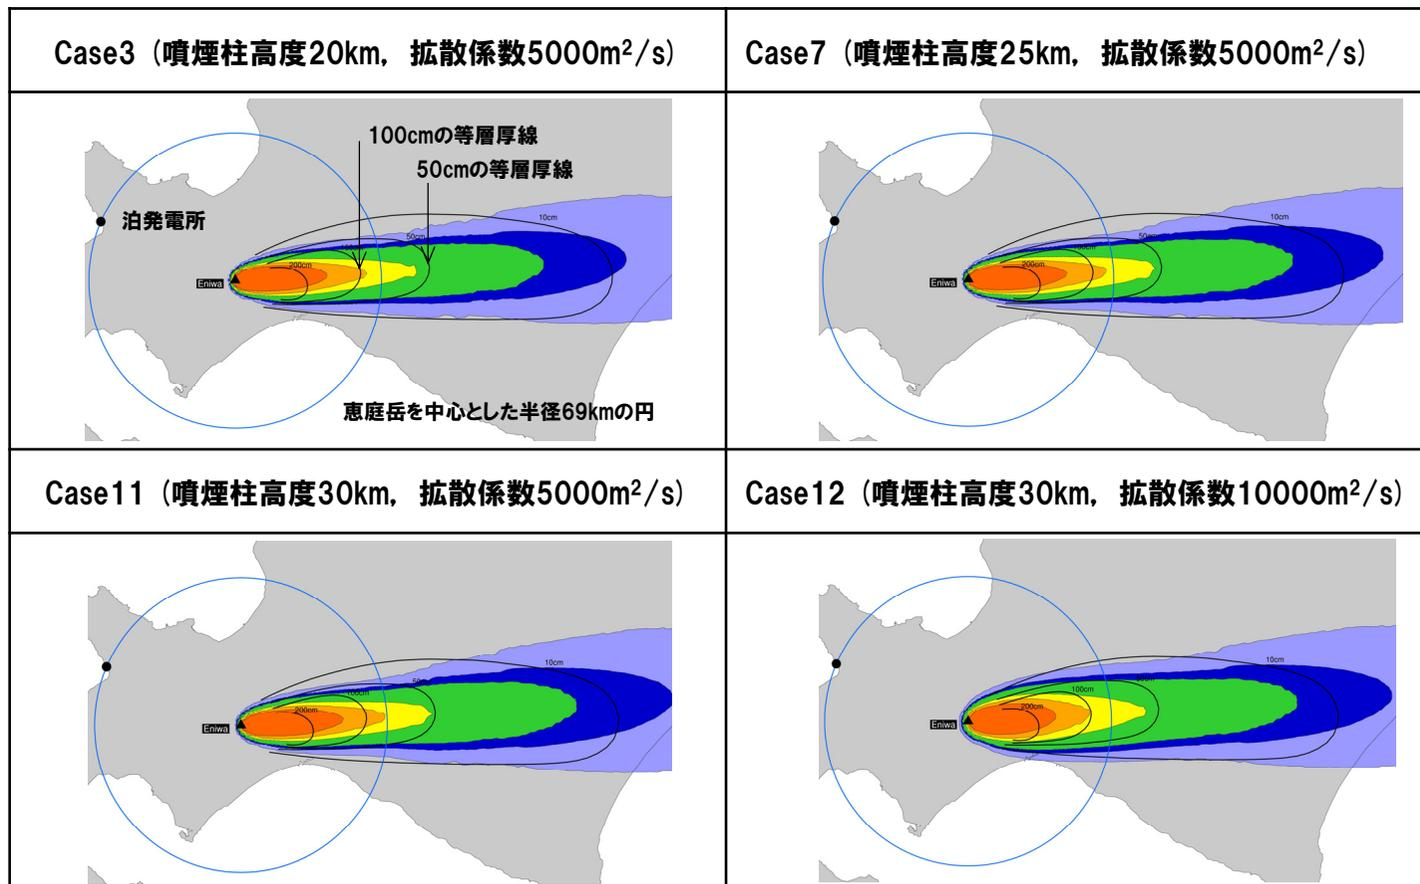 Case3（噴煙柱高度20km，拡散係数5000m²/s）
Case7（噴煙柱高度25km，拡散係数5000m²/s）
100cmの等層厚線
50cmの等層厚線
泊発電所
10cm
50cm
100cm
200cm
Eniwa
恵庭岳を中心とした半径69kmの円
10cm
50cm
100cm
200cm
Eniwa
Case11（噴煙柱高度30km，拡散係数5000m²/s）
Case12（噴煙柱高度30km，拡散係数10000m²/s）
10cm
50cm
100cm
200cm
Eniwa
10cm
100cm
200cm
Eniwa